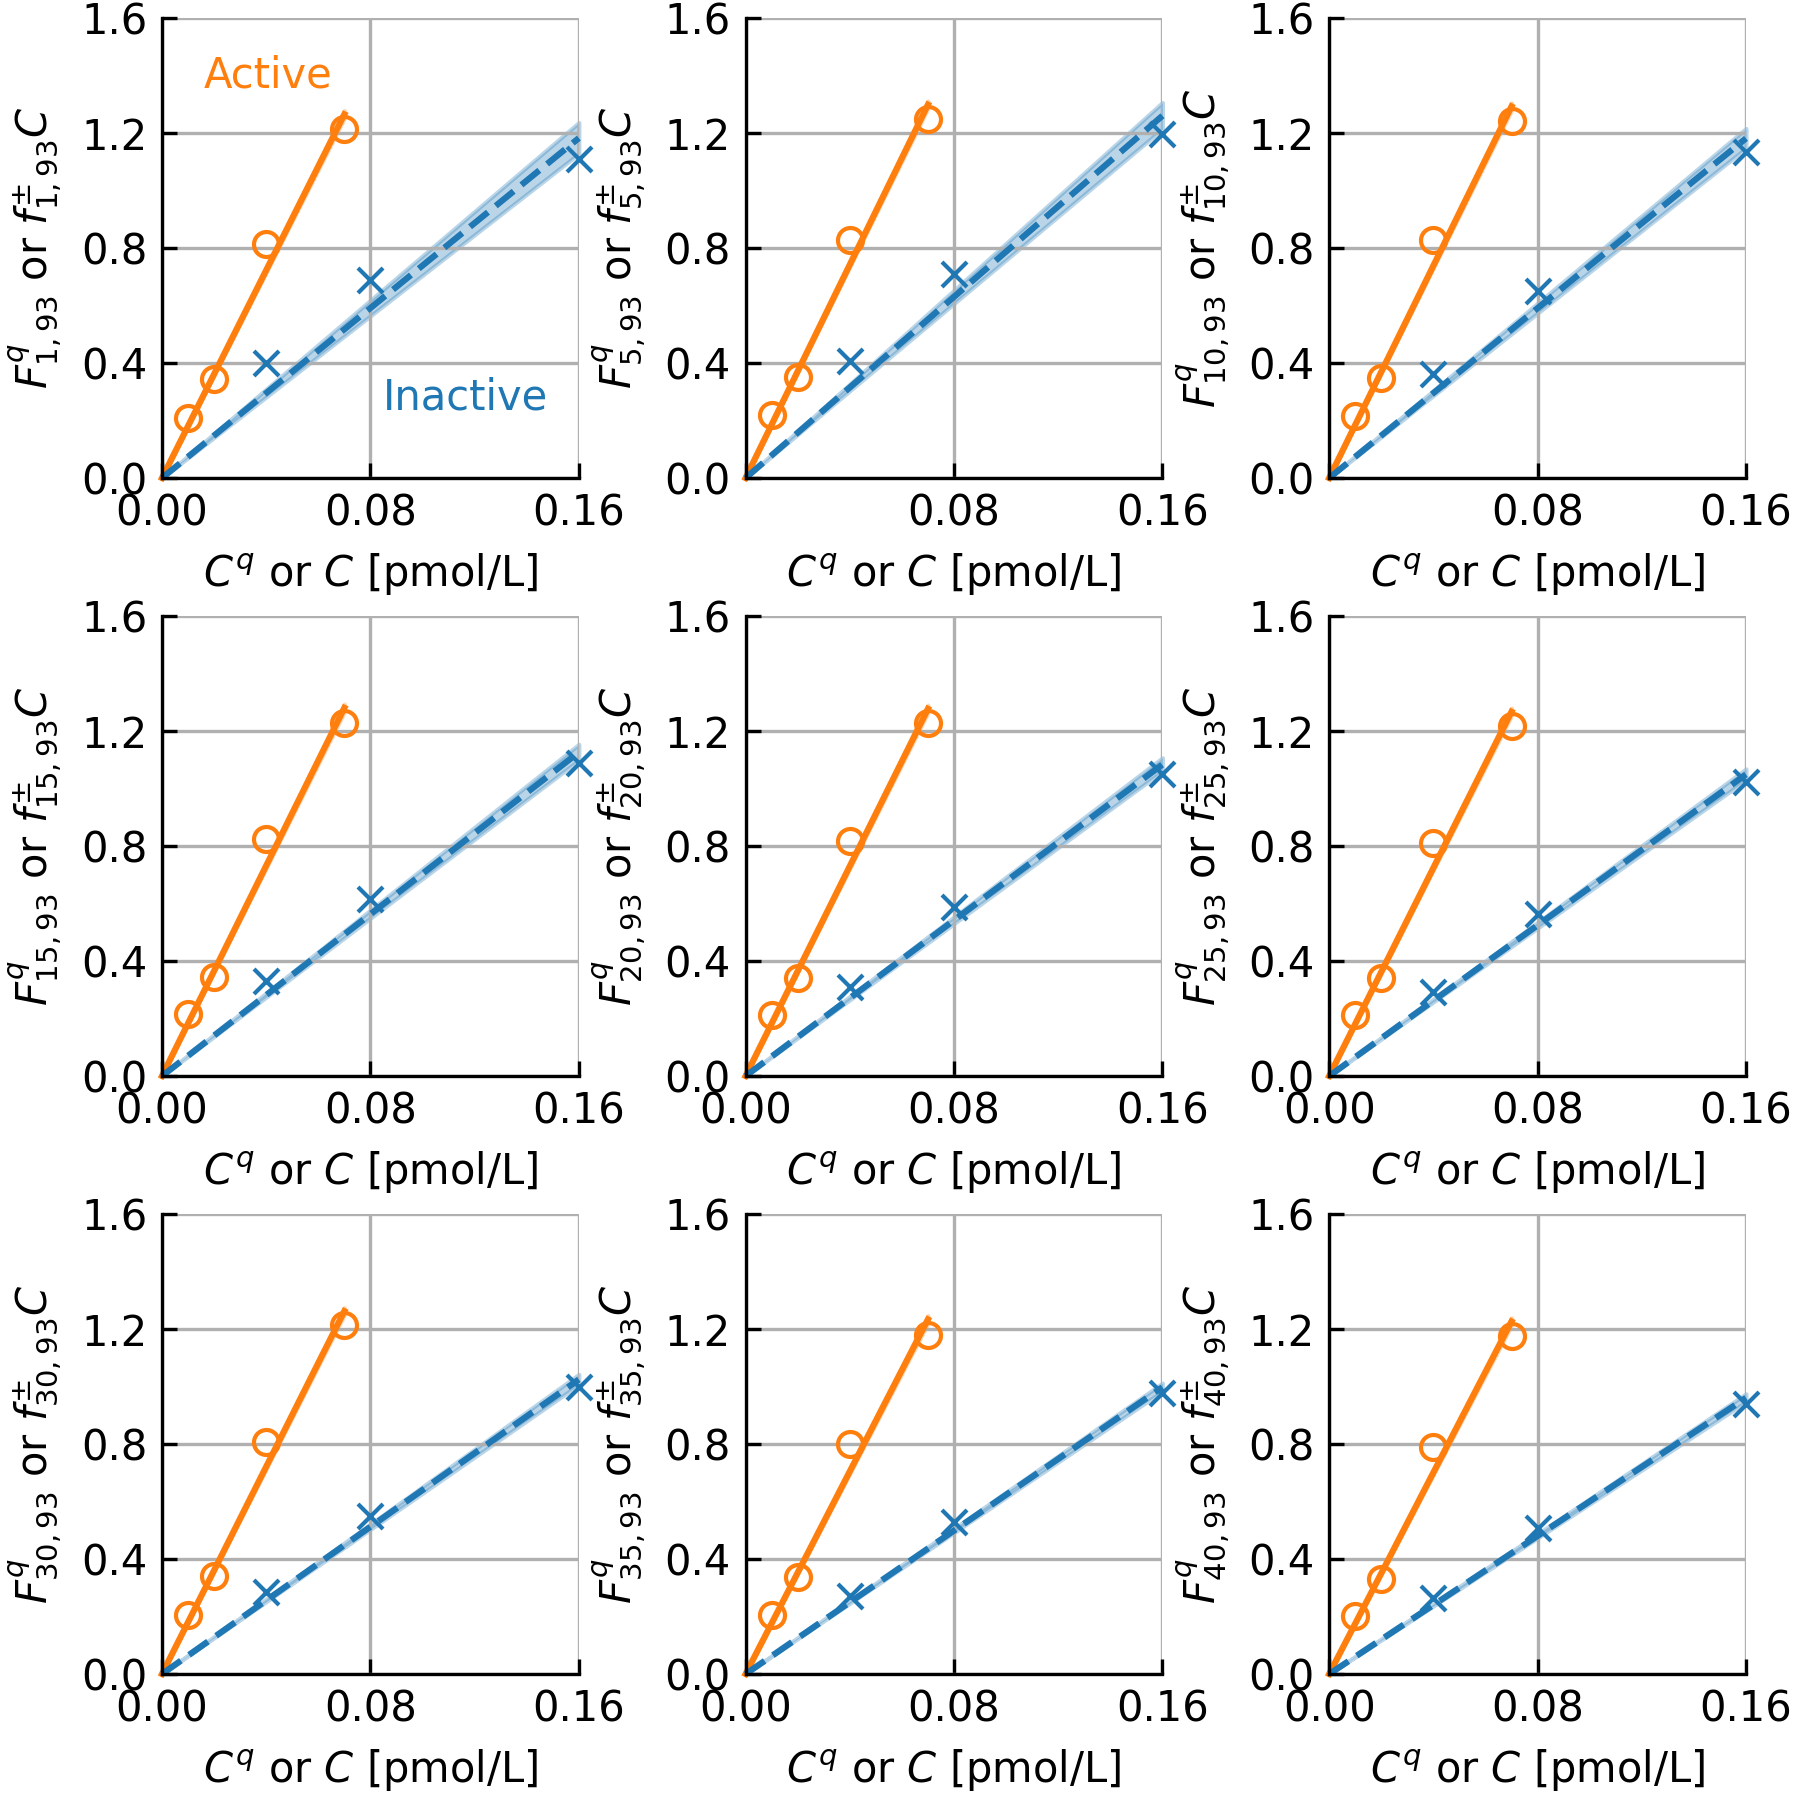 F^q_{1,93} or f^±_{1,93}C
1.6
1.2
0.8
0.4
0.0
Active
Inactive
0.00 0.08 0.16
C^q or C [pmol/L]
F^q_{5,93} or f^±_{5,93}C
1.6
1.2
0.8
0.4
0.0
0.08 0.16
C^q or C [pmol/L]
F^q_{10,93} or f^±_{10,93}C
1.6
1.2
0.8
0.4
0.0
0.08 0.16
C^q or C [pmol/L]
F^q_{15,93} or f^±_{15,93}C
1.6
1.2
0.8
0.4
0.0
0.00 0.08 0.16
C^q or C [pmol/L]
F^q_{20,93} or f^±_{20,93}C
1.6
1.2
0.8
0.4
0.0
0.00 0.08 0.16
C^q or C [pmol/L]
F^q_{25,93} or f^±_{25,93}C
1.6
1.2
0.8
0.4
0.0
0.00 0.08 0.16
C^q or C [pmol/L]
F^q_{30,93} or f^±_{30,93}C
1.6
1.2
0.8
0.4
0.0
0.00 0.08 0.16
C^q or C [pmol/L]
F^q_{35,93} or f^±_{35,93}C
1.6
1.2
0.8
0.4
0.0
0.00 0.08 0.16
C^q or C [pmol/L]
F^q_{40,93} or f^±_{40,93}C
1.6
1.2
0.8
0.4
0.0
0.00 0.08 0.16
C^q or C [pmol/L]